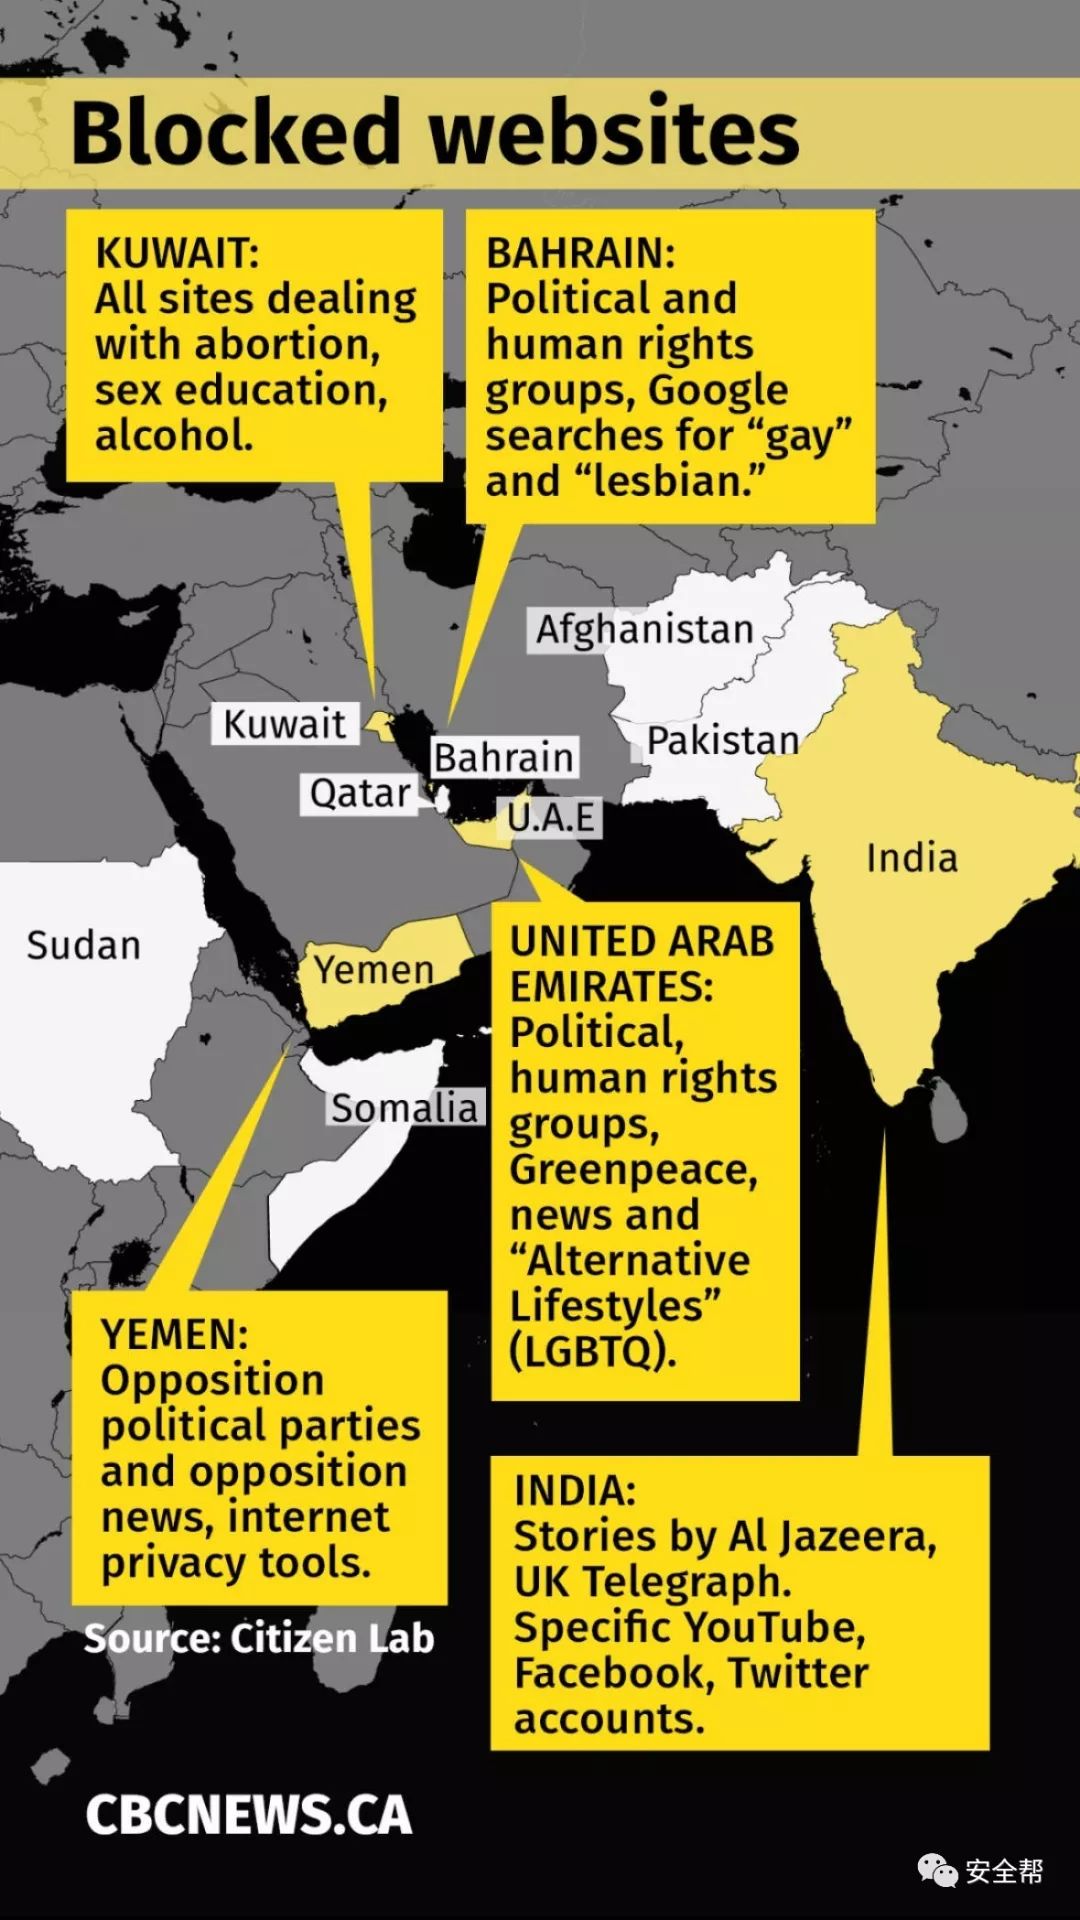 Blocked websites
KUWAIT:
All sites dealing
with abortion,
sex education,
alcohol.
BAHRAIN:
Political and
human rights
groups, Google
searches for “gay”
and “lesbian.”
Afghanistan
Kuwait
Pakistan
Bahrain
Qatar
U.A.E
India
Sudan
Yemen
Somalia
UNITED ARAB
EMIRATES:
Political,
human rights
groups,
Greenpeace,
news and
“Alternative
Lifestyles”
(LGBTQ).
YEMEN:
Opposition
political parties
and opposition
news, internet
privacy tools.
INDIA:
Stories by Al Jazeera,
UK Telegraph.
Specific YouTube,
Facebook, Twitter
accounts.
Source: Citizen Lab
CBCNEWS.CA
安全帮